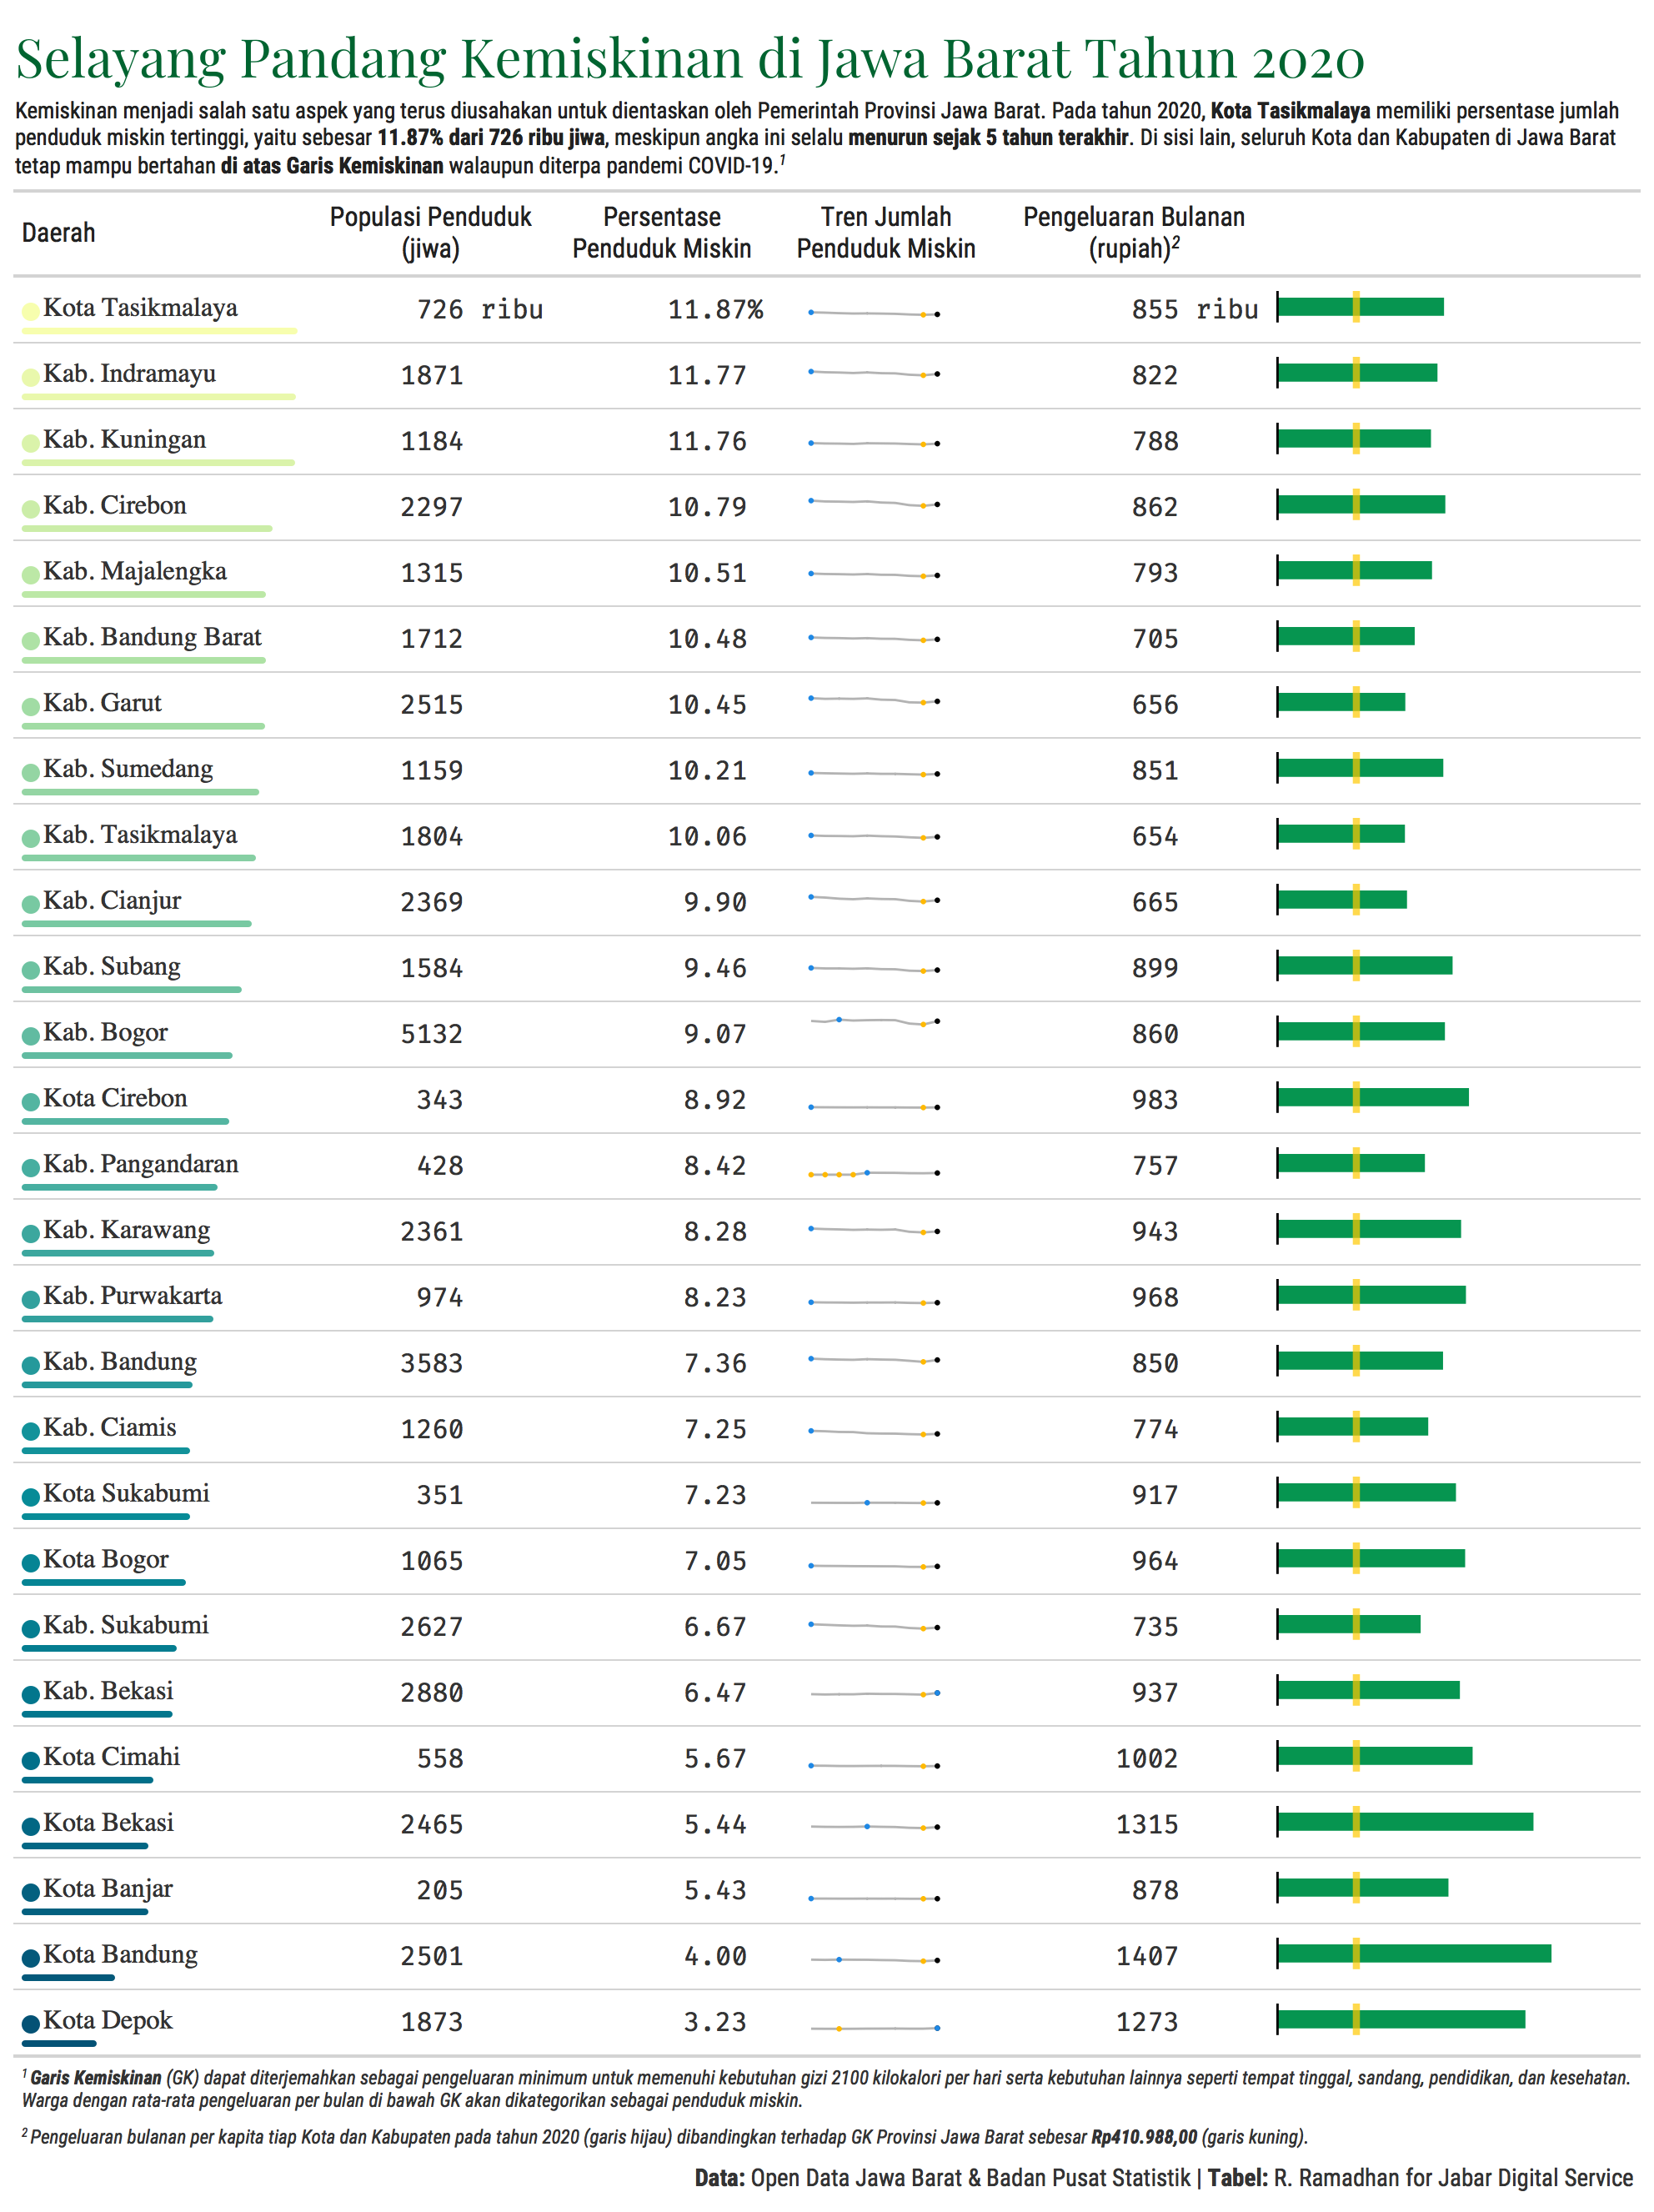 Selayang Pandang Kemiskinan di Jawa Barat Tahun 2020
Kemiskinan menjadi salah satu aspek yang terus diusahakan untuk dientaskan oleh Pemerintah Provinsi Jawa Barat. Pada tahun 2020, Kota Tasikmalaya memiliki persentase jumlah
penduduk miskin tertinggi, yaitu sebesar 11.87% dari 726 ribu jiwa, meskipun angka ini selalu menurun sejak 5 tahun terakhir. Di sisi lain, seluruh Kota dan Kabupaten di Jawa Barat
tetap mampu bertahan di atas Garis Kemiskinan walaupun diterpa pandemi COVID-19.1
Daerah Populasi Penduduk (jiwa) Persentase Penduduk Miskin Tren Jumlah Penduduk Miskin Pengeluaran Bulanan (rupiah)2
Kota Tasikmalaya 726 ribu 11.87% 855 ribu
Kab. Indramayu 1871 11.77 822
Kab. Kuningan 1184 11.76 788
Kab. Cirebon 2297 10.79 862
Kab. Majalengka 1315 10.51 793
Kab. Bandung Barat 1712 10.48 705
Kab. Garut 2515 10.45 656
Kab. Sumedang 1159 10.21 851
Kab. Tasikmalaya 1804 10.06 654
Kab. Cianjur 2369 9.90 665
Kab. Subang 1584 9.46 899
Kab. Bogor 5132 9.07 860
Kota Cirebon 343 8.92 983
Kab. Pangandaran 428 8.42 757
Kab. Karawang 2361 8.28 943
Kab. Purwakarta 974 8.23 968
Kab. Bandung 3583 7.36 850
Kab. Ciamis 1260 7.25 774
Kota Sukabumi 351 7.23 917
Kota Bogor 1065 7.05 964
Kab. Sukabumi 2627 6.67 735
Kab. Bekasi 2880 6.47 937
Kota Cimahi 558 5.67 1002
Kota Bekasi 2465 5.44 1315
Kota Banjar 205 5.43 878
Kota Bandung 2501 4.00 1407
Kota Depok 1873 3.23 1273
1 Garis Kemiskinan (GK) dapat diterjemahkan sebagai pengeluaran minimum untuk memenuhi kebutuhan gizi 2100 kilokalori per hari serta kebutuhan lainnya seperti tempat tinggal, sandang, pendidikan, dan kesehatan.
Warga dengan rata-rata pengeluaran per bulan di bawah GK akan dikategorikan sebagai penduduk miskin.
2 Pengeluaran bulanan per kapita tiap Kota dan Kabupaten pada tahun 2020 (garis hijau) dibandingkan terhadap GK Provinsi Jawa Barat sebesar Rp410.988,00 (garis kuning).
Data: Open Data Jawa Barat & Badan Pusat Statistik | Tabel: R. Ramadhan for Jabar Digital Service